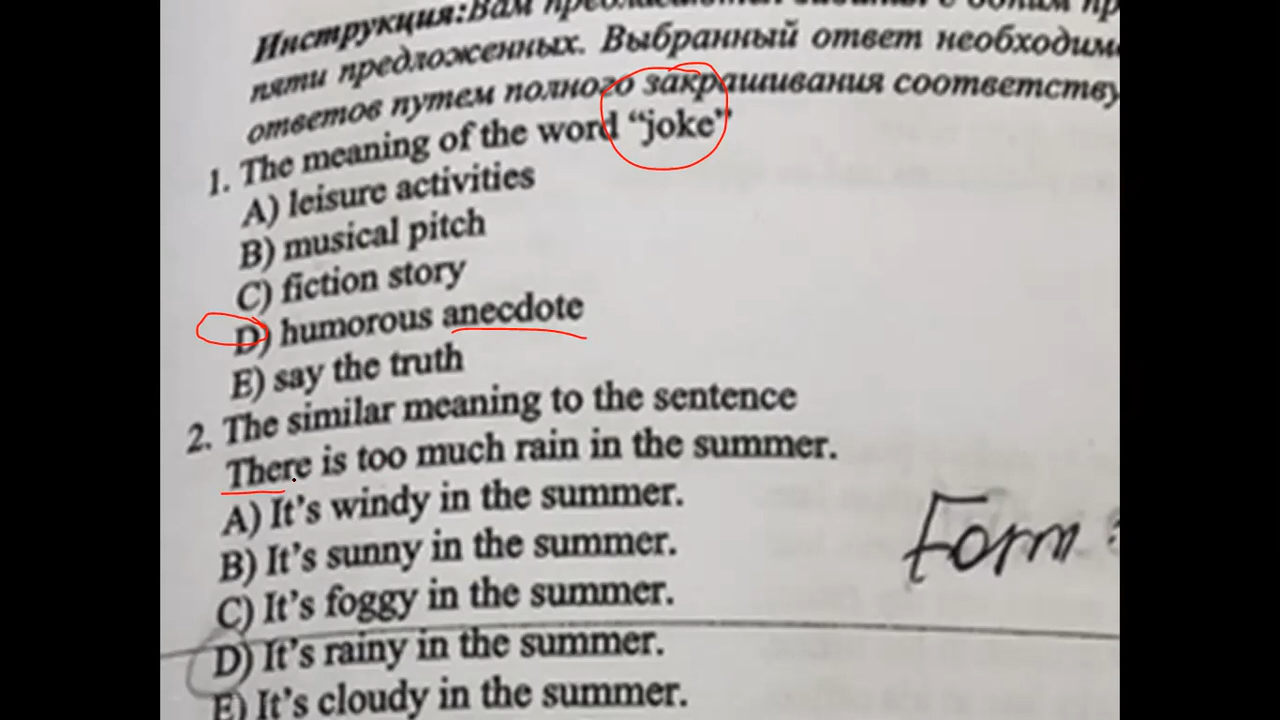 Инструкция:Вам
пяти предложенных. Выбранный ответ необходимо
ответов путем полного закрашивания соответству
1. The meaning of the word “joke”
A) leisure activities
B) musical pitch
C) fiction story
D) humorous anecdote
E) say the truth
2. The similar meaning to the sentence
There is too much rain in the summer.
A) It’s windy in the summer.
B) It’s sunny in the summer.
Form
C) It’s foggy in the summer.
D) It’s rainy in the summer.
E) It’s cloudy in the summer.